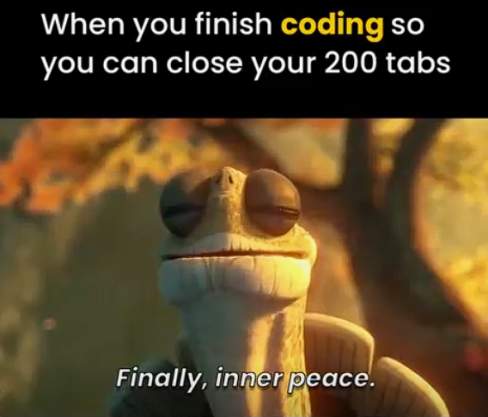 When you finish coding so
you can close your 200 tabs
Finally, inner peace.